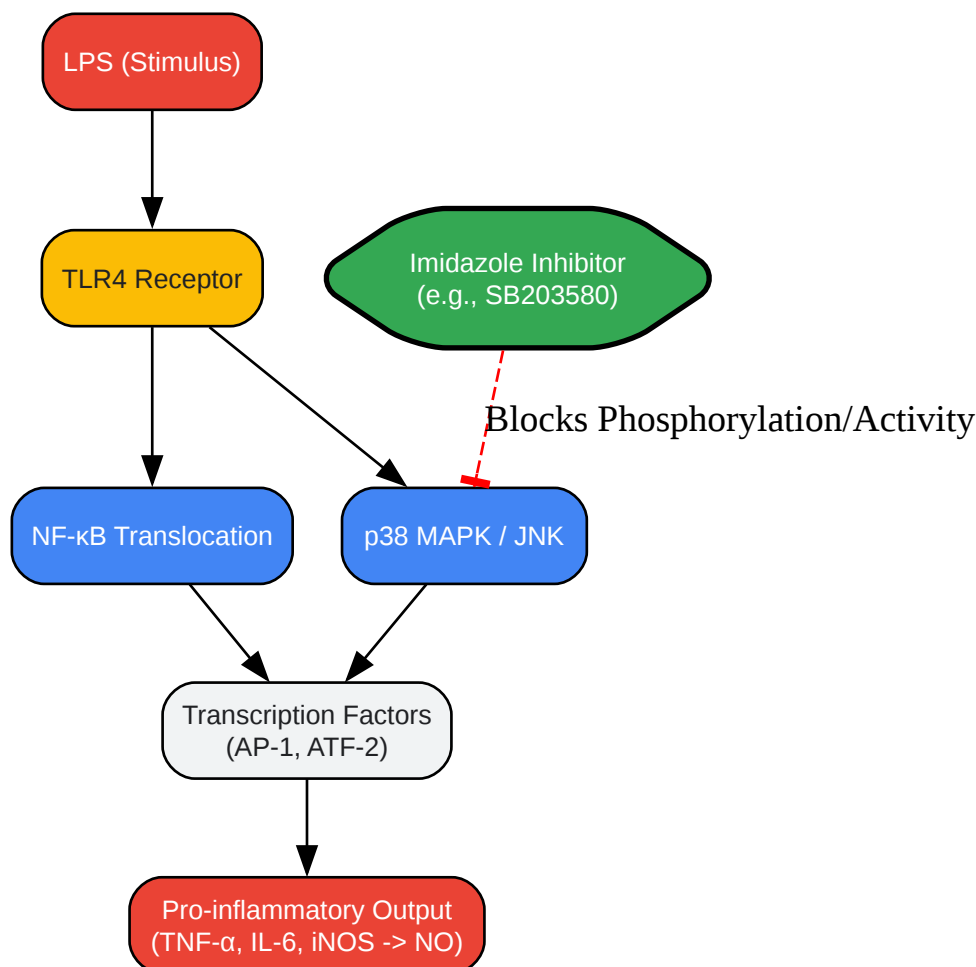 LPS (Stimulus)
TLR4 Receptor
Imidazole Inhibitor
(e.g., SB203580)
Blocks Phosphorylation/Activity
NF-κB Translocation
p38 MAPK / JNK
Transcription Factors
(AP-1, ATF-2)
Pro-inflammatory Output
(TNF-α, IL-6, iNOS -> NO)